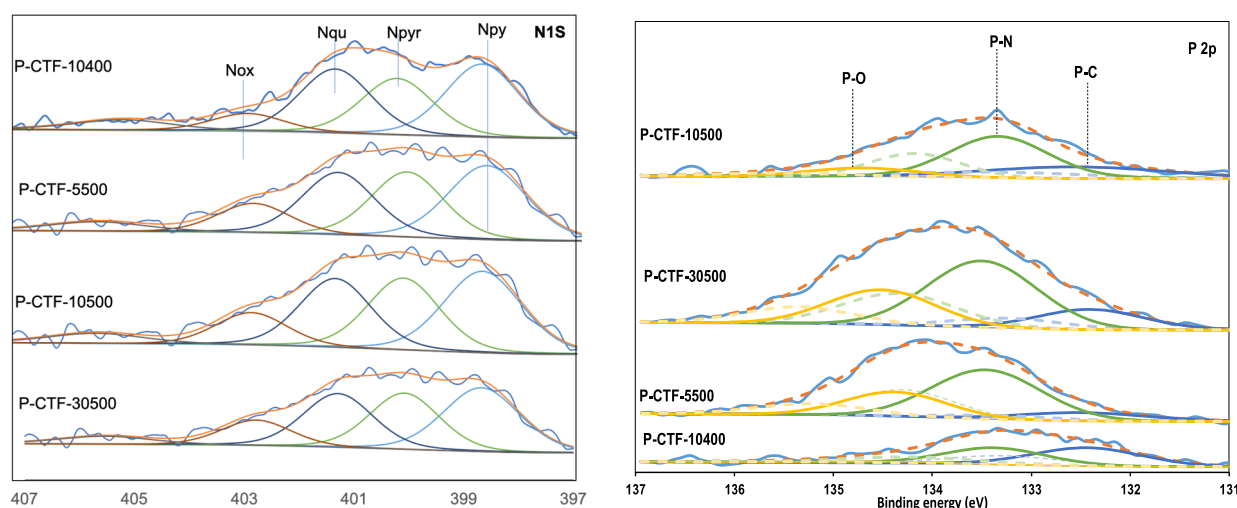 N1S
Nqu
Npyr
Npy
Nox
P-CTF-10400
P-CTF-5500
P-CTF-10500
P-CTF-30500
407
405
403
401
399
397
P 2p
P-N
P-O
P-C
P-CTF-10500
P-CTF-30500
P-CTF-5500
P-CTF-10400
137
136
135
134
133
132
131
Binding energy (eV)